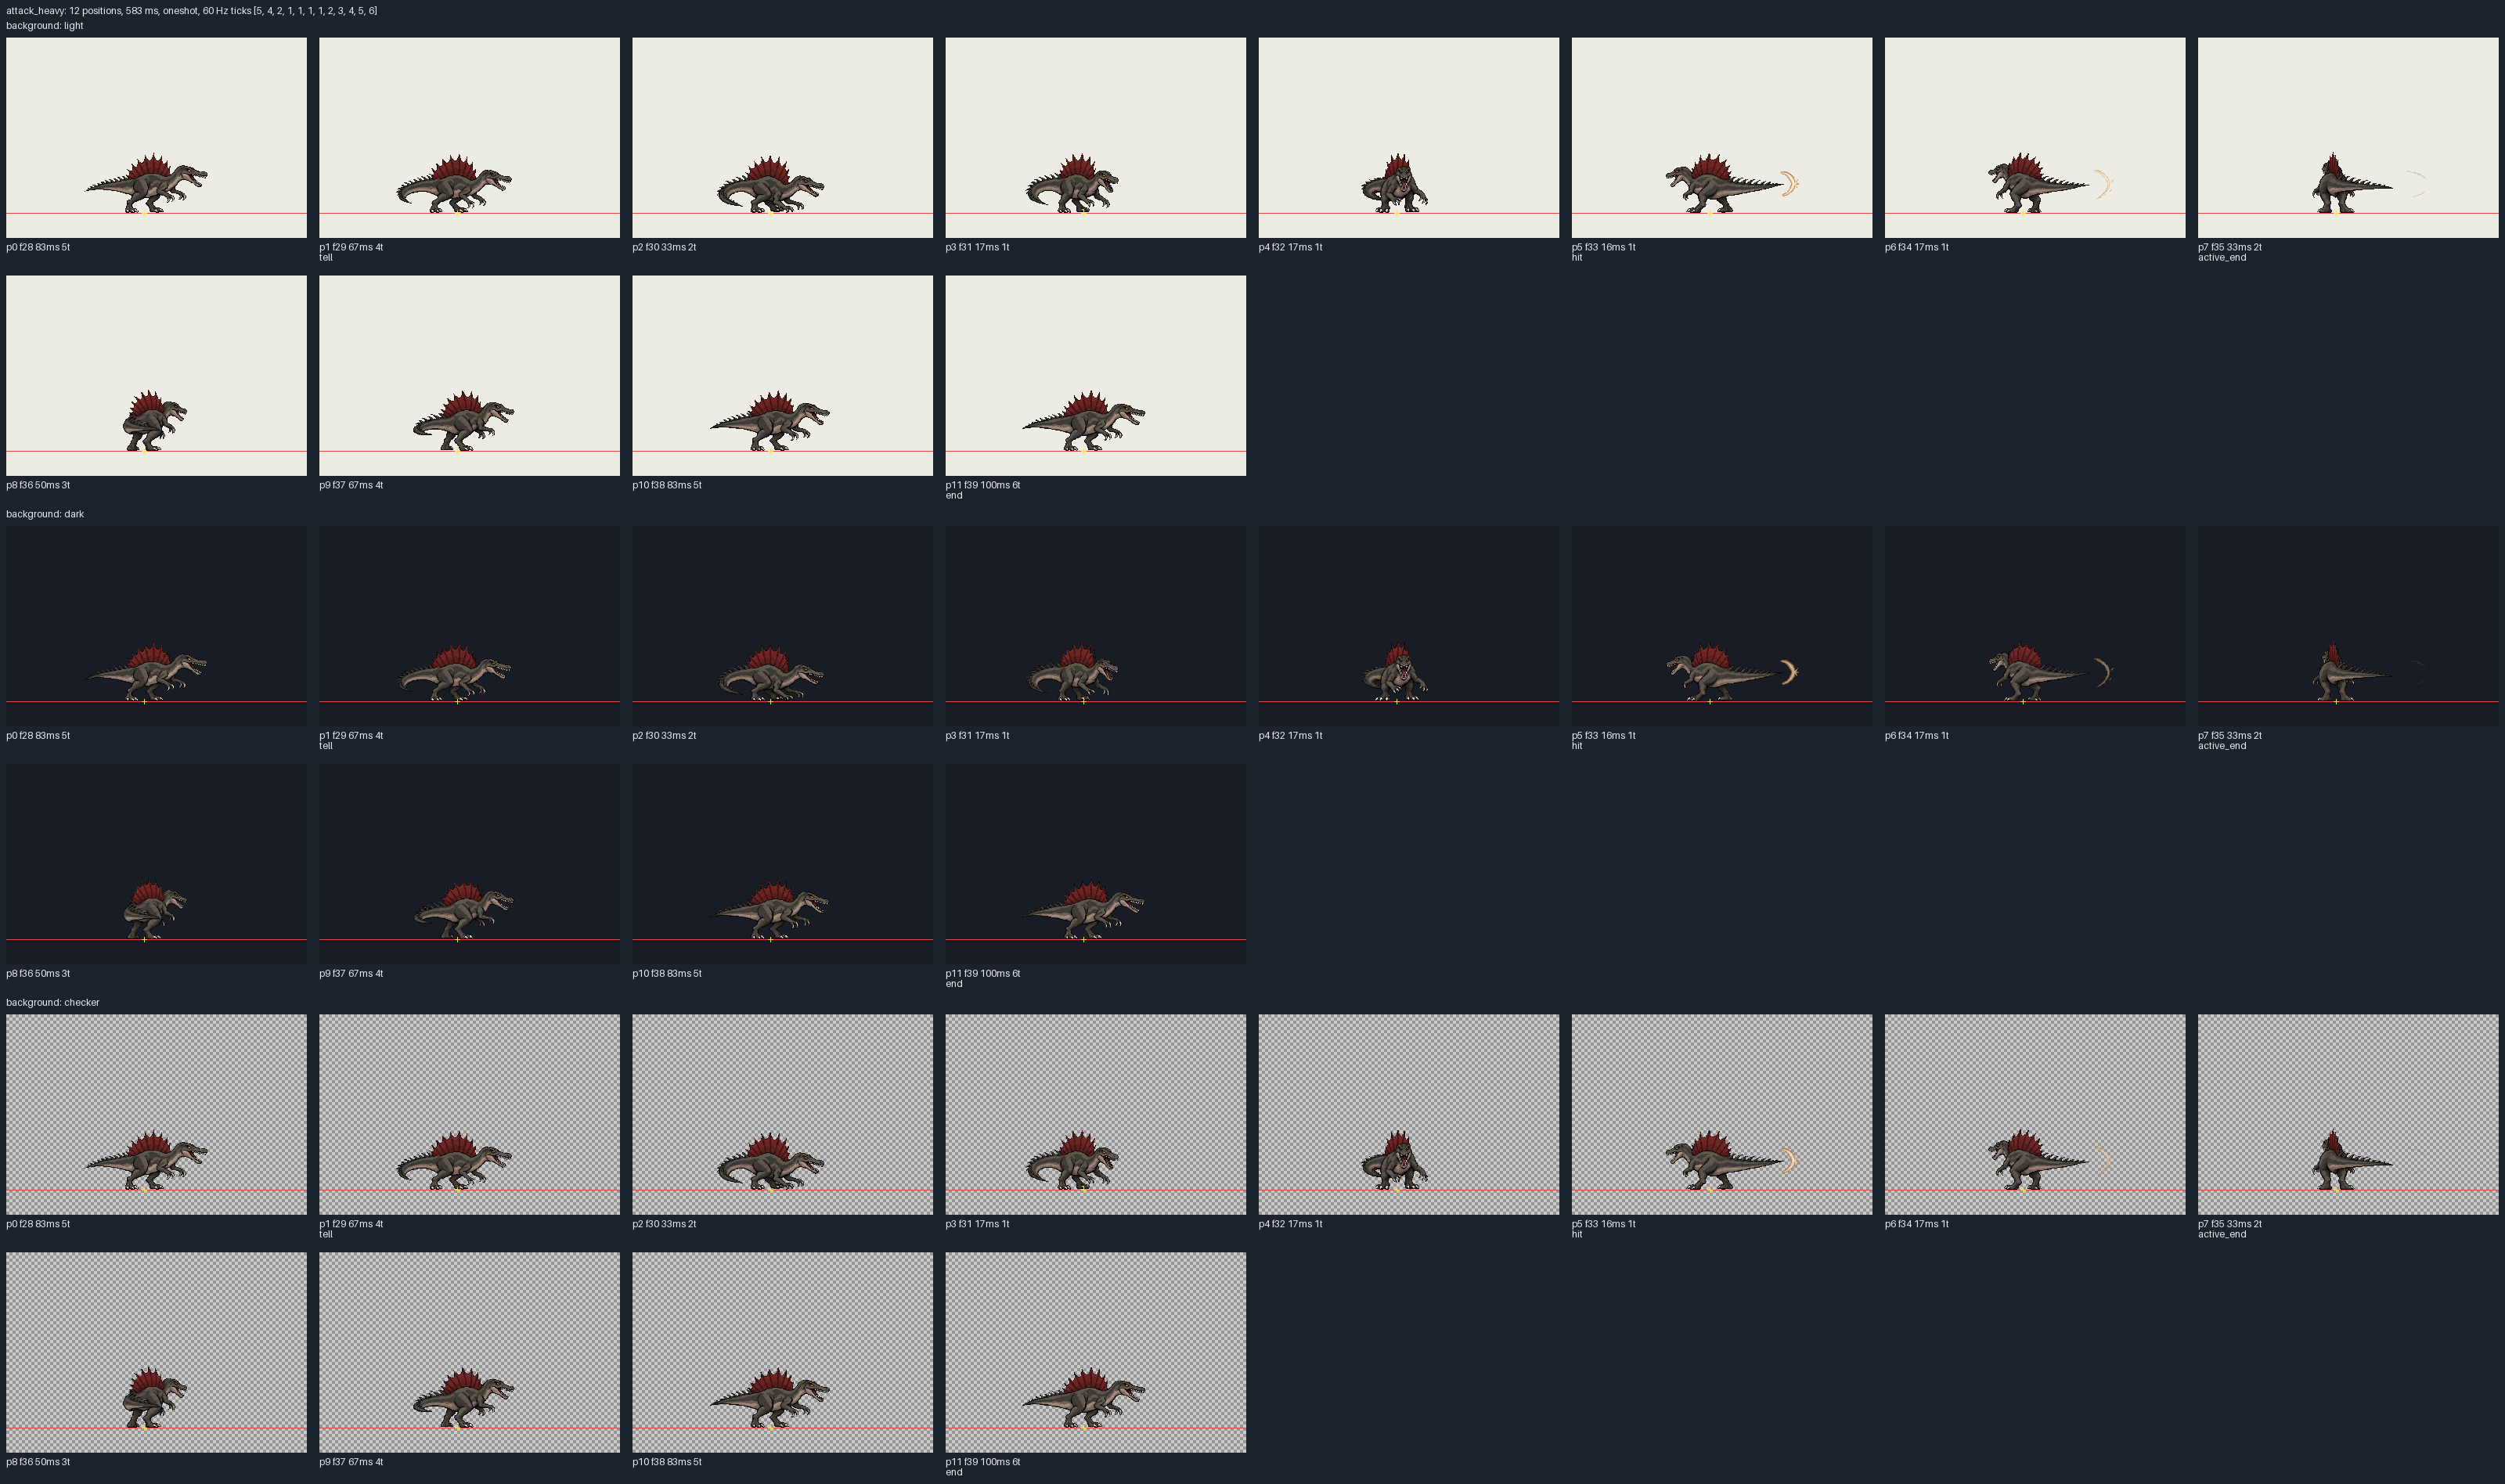 attack_heavy: 12 positions, 583 ms, oneshot, 60 Hz ticks [5, 4, 2, 1, 1, 1, 1, 2, 3, 4, 5, 6]
background: light
p0 f28 83ms 5t
p1 f29 67ms 4t
tell
p2 f30 33ms 2t
p3 f31 17ms 1t
p4 f32 17ms 1t
p5 f33 16ms 1t
hit
p6 f34 17ms 1t
p7 f35 33ms 2t
active_end
p8 f36 50ms 3t
p9 f37 67ms 4t
p10 f38 83ms 5t
p11 f39 100ms 6t
end
background: dark
p0 f28 83ms 5t
p1 f29 67ms 4t
tell
p2 f30 33ms 2t
p3 f31 17ms 1t
p4 f32 17ms 1t
p5 f33 16ms 1t
hit
p6 f34 17ms 1t
p7 f35 33ms 2t
active_end
p8 f36 50ms 3t
p9 f37 67ms 4t
p10 f38 83ms 5t
p11 f39 100ms 6t
end
background: checker
p0 f28 83ms 5t
p1 f29 67ms 4t
tell
p2 f30 33ms 2t
p3 f31 17ms 1t
p4 f32 17ms 1t
p5 f33 16ms 1t
hit
p6 f34 17ms 1t
p7 f35 33ms 2t
active_end
p8 f36 50ms 3t
p9 f37 67ms 4t
p10 f38 83ms 5t
p11 f39 100ms 6t
end